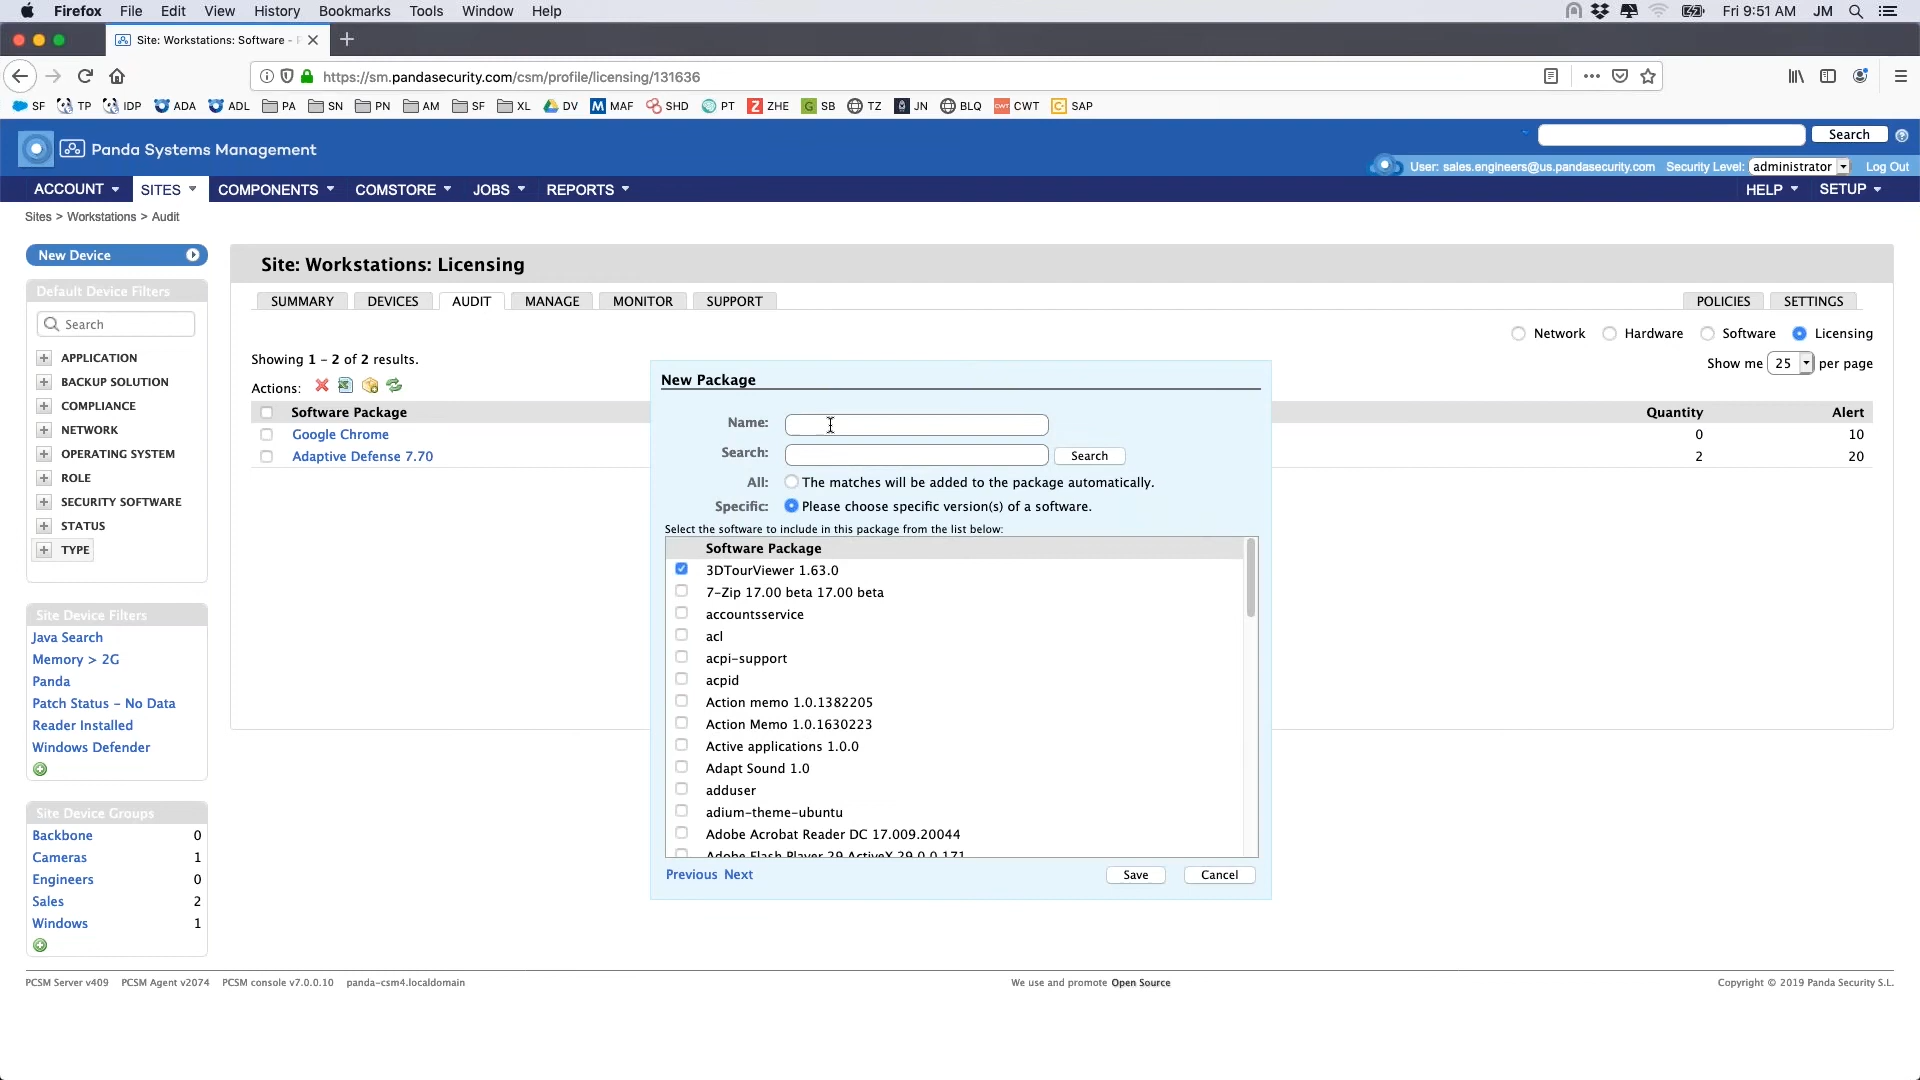 Firefox File Edit View History Bookmarks Tools Window Help Fri 9:51 AM JM
Site: Workstations: Software -
https://sm.pandasecurity.com/csm/profile/licensing/131636
SF TP IDP ADA ADL PA SN PN AM SF XL DV MAF SHD PT ZHE SB TZ JN BLQ CWT SAP
Panda Systems Management
Search
User: sales.engineers@us.pandasecurity.com Security Level: administrator Log Out
ACCOUNT SITES COMPONENTS COMSTORE JOBS REPORTS HELP SETUP
Sites > Workstations > Audit
New Device
Default Device Filters
Search
APPLICATION
BACKUP SOLUTION
COMPLIANCE
NETWORK
OPERATING SYSTEM
ROLE
SECURITY SOFTWARE
STATUS
TYPE
Site Device Filters
Java Search
Memory > 2G
Panda
Patch Status - No Data
Reader Installed
Windows Defender
Site Device Groups
Backbone 0
Cameras 1
Engineers 0
Sales 2
Windows 1
Site: Workstations: Licensing
SUMMARY DEVICES AUDIT MANAGE MONITOR SUPPORT POLICIES SETTINGS
Network Hardware Software Licensing
Showing 1 - 2 of 2 results.
Show me 25 per page
Actions:
Software Package Quantity Alert
Google Chrome 0 10
Adaptive Defense 7.70 2 20
New Package
Name:
Search: Search
All: The matches will be added to the package automatically.
Specific: Please choose specific version(s) of a software.
Select the software to include in this package from the list below:
Software Package
3DTourViewer 1.63.0
7-Zip 17.00 beta 17.00 beta
accountsservice
acl
acpi-support
acpid
Action memo 1.0.1382205
Action Memo 1.0.1630223
Active applications 1.0.0
Adapt Sound 1.0
adduser
adium-theme-ubuntu
Adobe Acrobat Reader DC 17.009.20044
Adobe Flash Player 29 ActiveX 29.0.0.171
Previous Next Save Cancel
PCSM Server v409 PCSM Agent v2074 PCSM console v7.0.0.10 panda-csm4.localdomain
We use and promote Open Source
Copyright © 2019 Panda Security S.L.